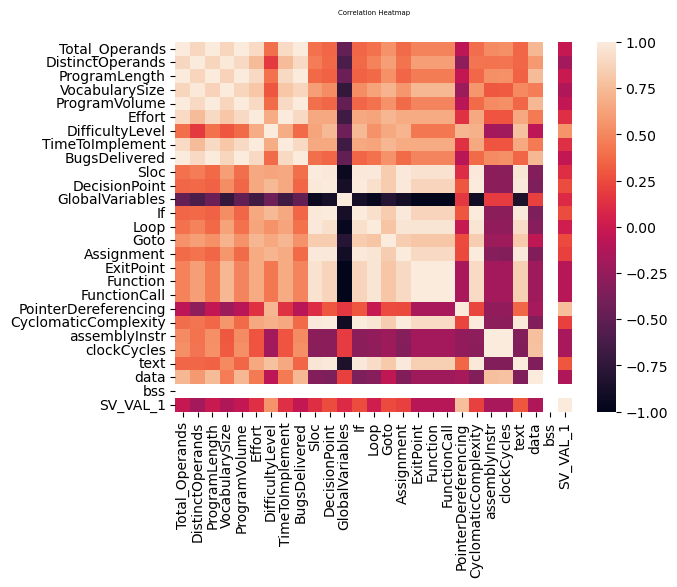 Correlation Heatmap
Total_Operands
DistinctOperands
ProgramLength
VocabularySize
ProgramVolume
Effort
DifficultyLevel
TimeToImplement
BugsDelivered
Sloc
DecisionPoint
GlobalVariables
If
Loop
Goto
Assignment
ExitPoint
Function
FunctionCall
PointerDereferencing
CyclomaticComplexity
assemblyInstr
clockCycles
text
data
bss
SV_VAL_1
Total_Operands
DistinctOperands
ProgramLength
VocabularySize
ProgramVolume
Effort
DifficultyLevel
TimeToImplement
BugsDelivered
Sloc
DecisionPoint
GlobalVariables
If
Loop
Goto
Assignment
ExitPoint
Function
FunctionCall
PointerDereferencing
CyclomaticComplexity
assemblyInstr
clockCycles
text
data
bss
SV_VAL_1
1.00
0.75
0.50
0.25
0.00
−0.25
−0.50
−0.75
−1.00